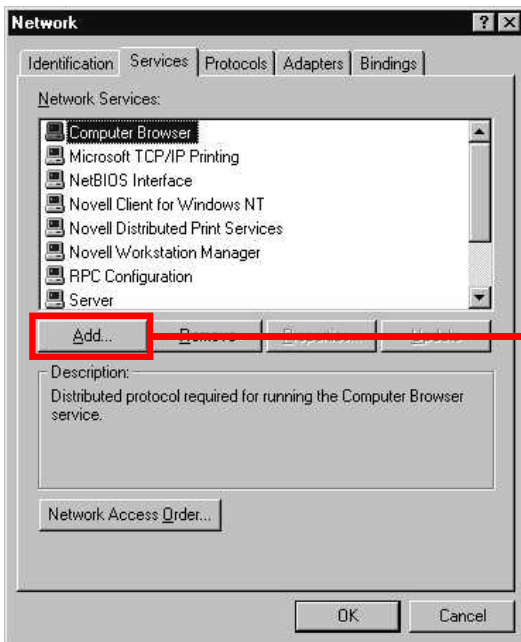 Network
Identification Services Protocols Adapters Bindings
Network Services:
Computer Browser
Microsoft TCP/IP Printing
NetBIOS Interface
Novell Client for Windows NT
Novell Distributed Print Services
Novell Workstation Manager
RPC Configuration
Server
Add... Remove Properties... Update
Description:
Distributed protocol required for running the Computer Browser
service.
Network Access Order...
OK Cancel